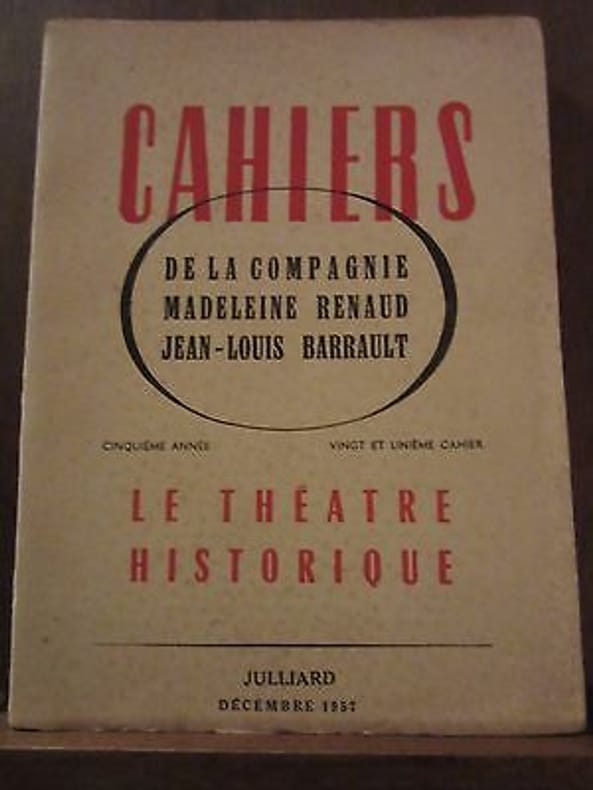 CAHIERS
DE LA COMPAGNIE
MADELEINE RENAUD
JEAN-LOUIS BARRAULT
CINQUIÈME ANNÉE VINGT ET UNIÈME CAHIER
LE THÉATRE
HISTORIQUE
JULLIARD
DÉCEMBRE 1957